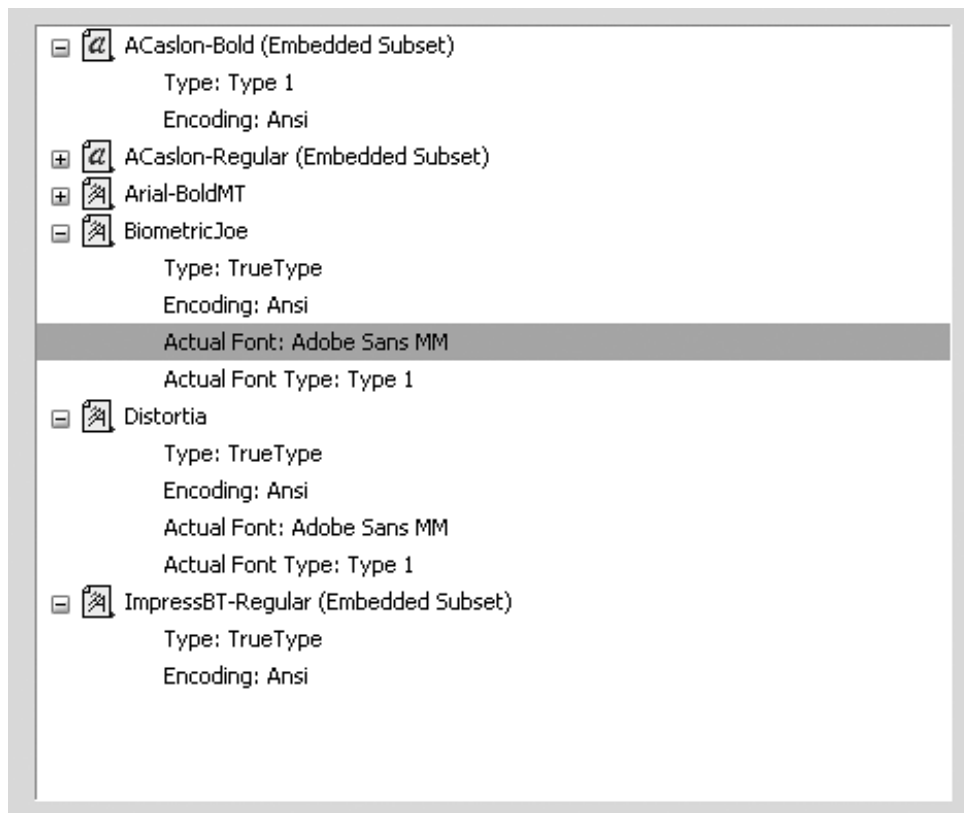 ACaslon-Bold (Embedded Subset)
Type: Type 1
Encoding: Ansi
ACaslon-Regular (Embedded Subset)
Arial-BoldMT
BiometricJoe
Type: TrueType
Encoding: Ansi
Actual Font: Adobe Sans MM
Actual Font Type: Type 1
Distortia
Type: TrueType
Encoding: Ansi
Actual Font: Adobe Sans MM
Actual Font Type: Type 1
ImpressBT-Regular (Embedded Subset)
Type: TrueType
Encoding: Ansi